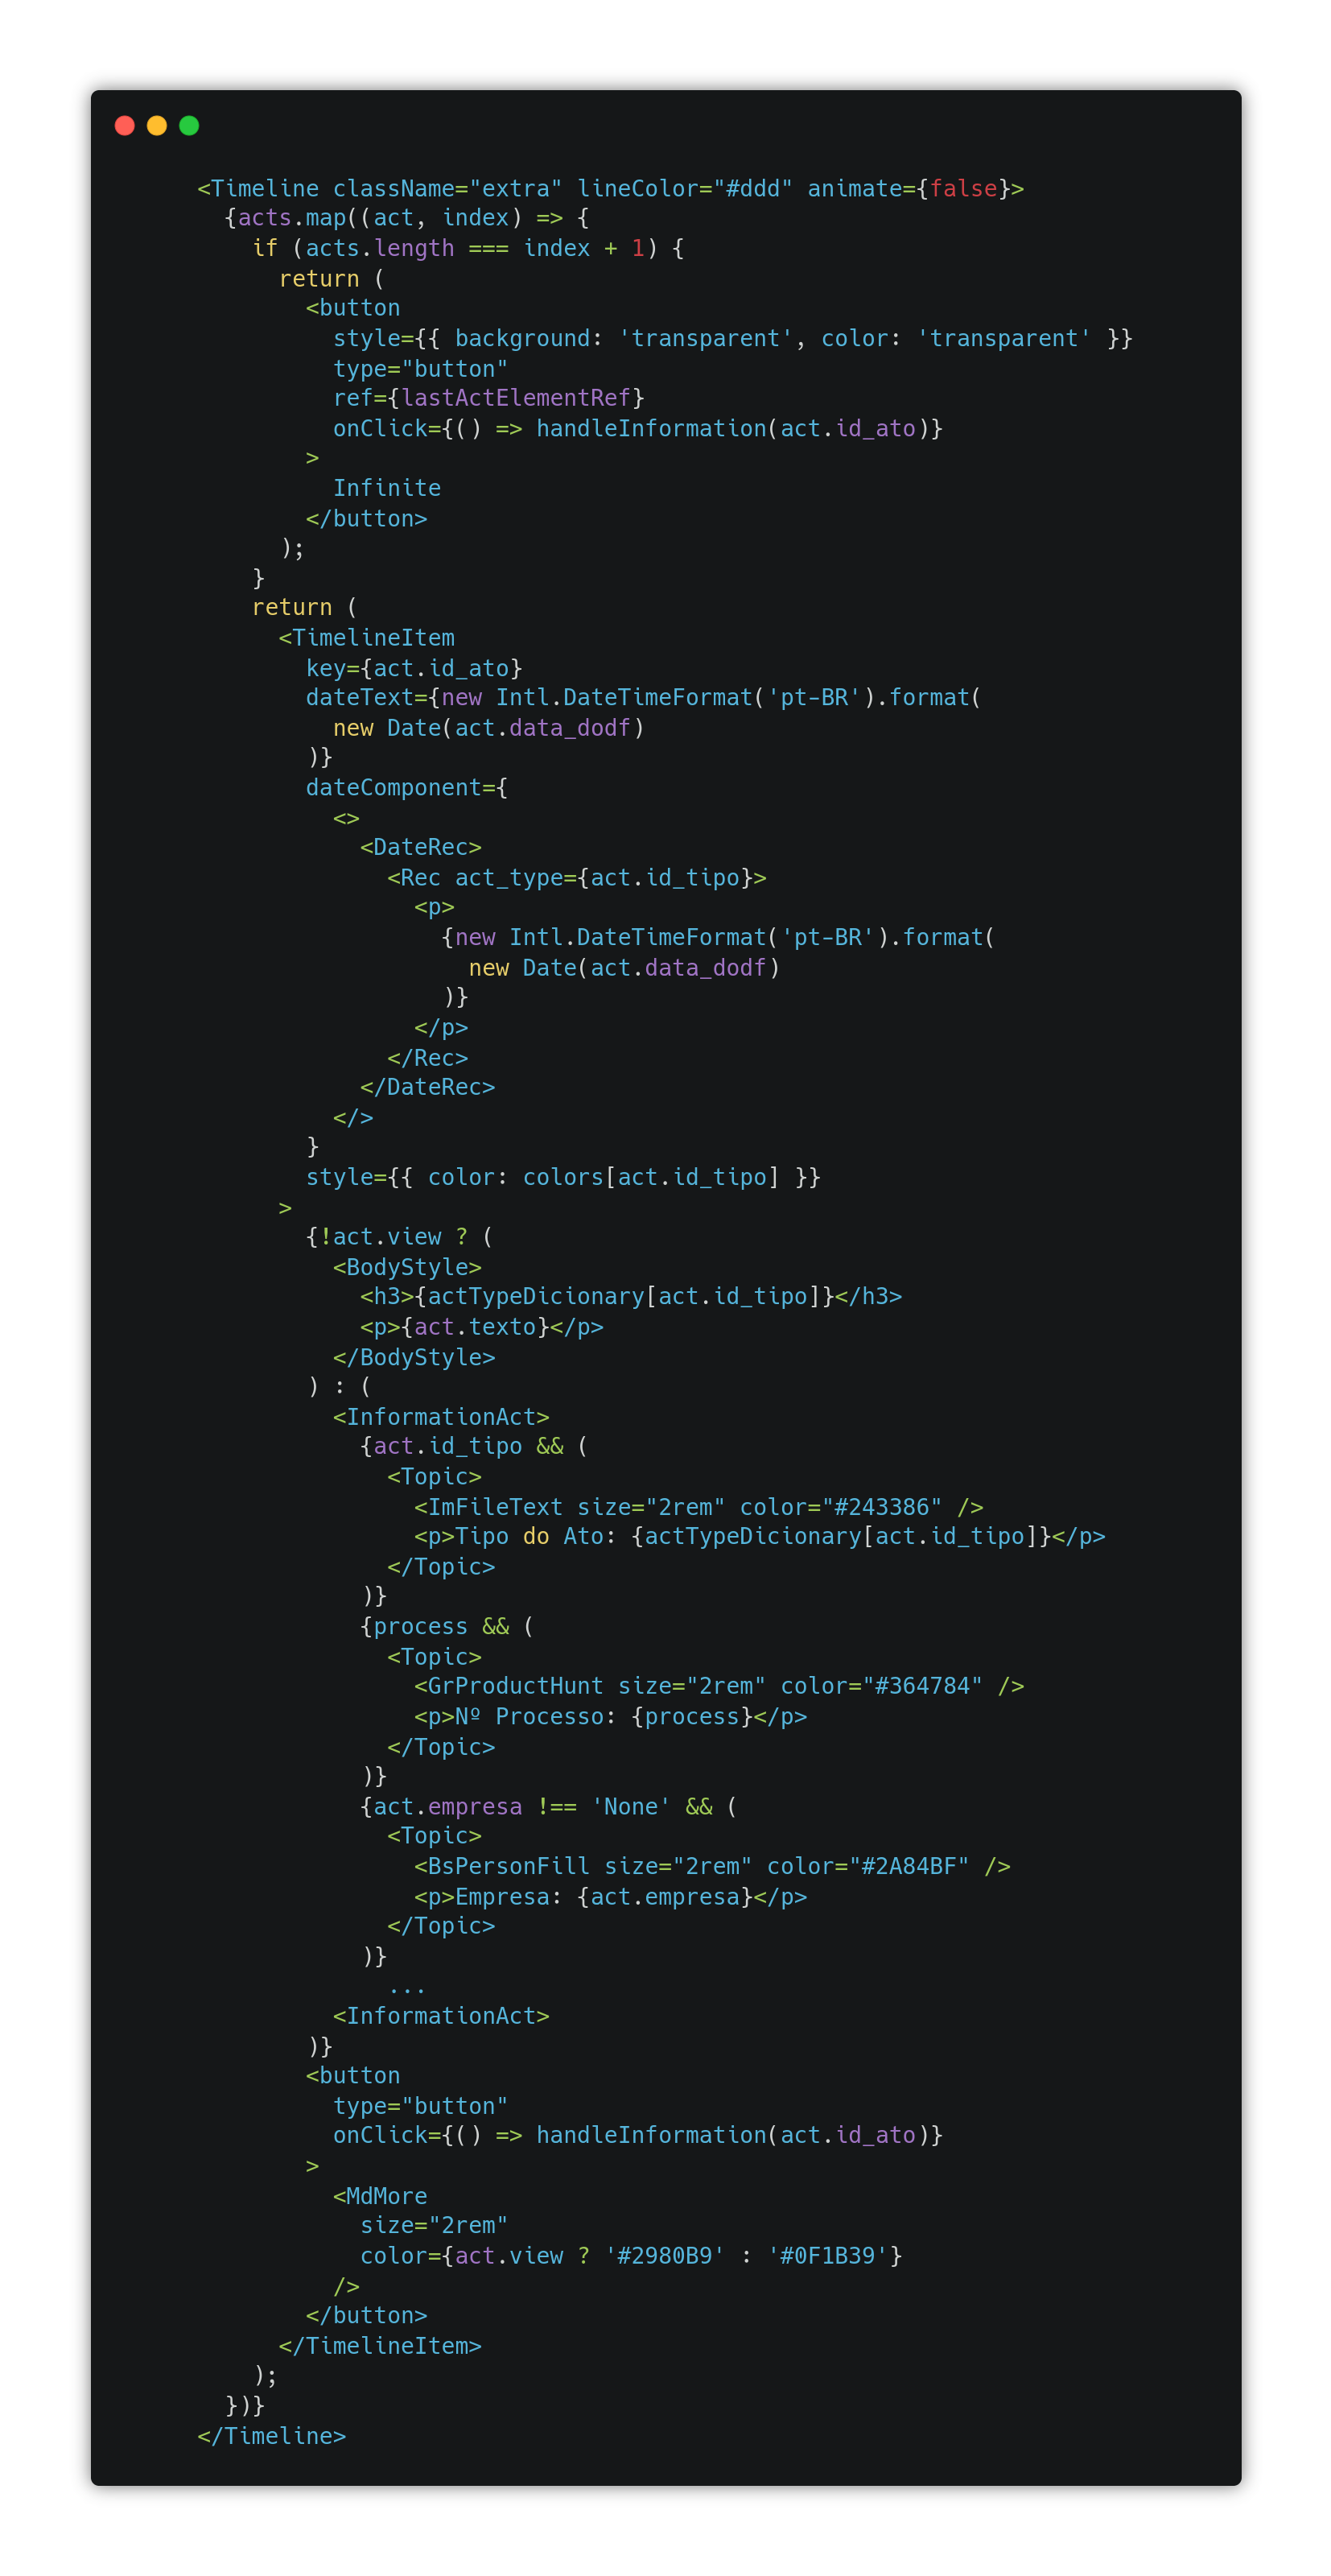 <Timeline className="extra" lineColor="#ddd" animate={false}>
  {acts.map((act, index) => {
    if (acts.length === index + 1) {
      return (
        <button
          style={{ background: 'transparent', color: 'transparent' }}
          type="button"
          ref={lastActElementRef}
          onClick={() => handleInformation(act.id_ato)}
        >
          Infinite
        </button>
      );
    }
    return (
      <TimelineItem
        key={act.id_ato}
        dateText={new Intl.DateTimeFormat('pt-BR').format(
          new Date(act.data_dodf)
        )}
        dateComponent={
          <>
            <DateRec>
              <Rec act_type={act.id_tipo}>
                <p>
                  {new Intl.DateTimeFormat('pt-BR').format(
                    new Date(act.data_dodf)
                  )}
                </p>
              </Rec>
            </DateRec>
          </>
        }
        style={{ color: colors[act.id_tipo] }}
      >
        {!act.view ? (
          <BodyStyle>
            <h3>{actTypeDicionary[act.id_tipo]}</h3>
            <p>{act.texto}</p>
          </BodyStyle>
        ) : (
          <InformationAct>
            {act.id_tipo && (
              <Topic>
                <ImFileText size="2rem" color="#243386" />
                <p>Tipo do Ato: {actTypeDicionary[act.id_tipo]}</p>
              </Topic>
            )}
            {process && (
              <Topic>
                <GrProductHunt size="2rem" color="#364784" />
                <p>Nº Processo: {process}</p>
              </Topic>
            )}
            {act.empresa !== 'None' && (
              <Topic>
                <BsPersonFill size="2rem" color="#2A84BF" />
                <p>Empresa: {act.empresa}</p>
              </Topic>
            )}
              ...
          <InformationAct>
        )}
        <button
          type="button"
          onClick={() => handleInformation(act.id_ato)}
        >
          <MdMore
            size="2rem"
            color={act.view ? '#2980B9' : '#0F1B39'}
          />
        </button>
      </TimelineItem>
    );
  })}
</Timeline>